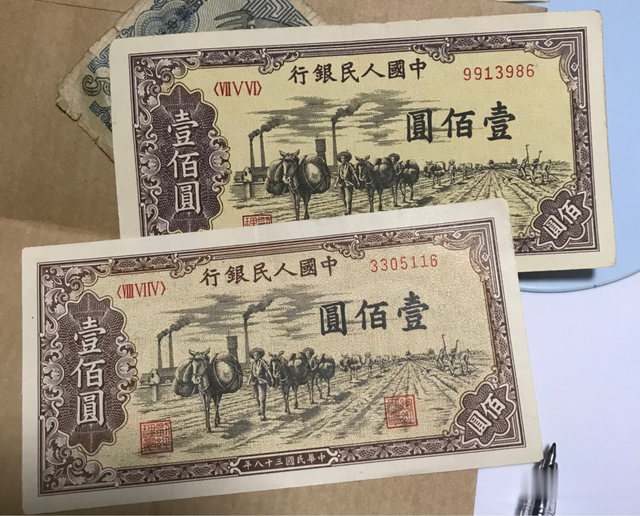 行銀民人國中
〈VII V VI〉
9913986
圓佰壹
壹佰圓
佰圓
行銀民人國中
〈VIII VII V〉
3305116
圓佰壹
壹佰圓
佰圓
年八十三國民華中